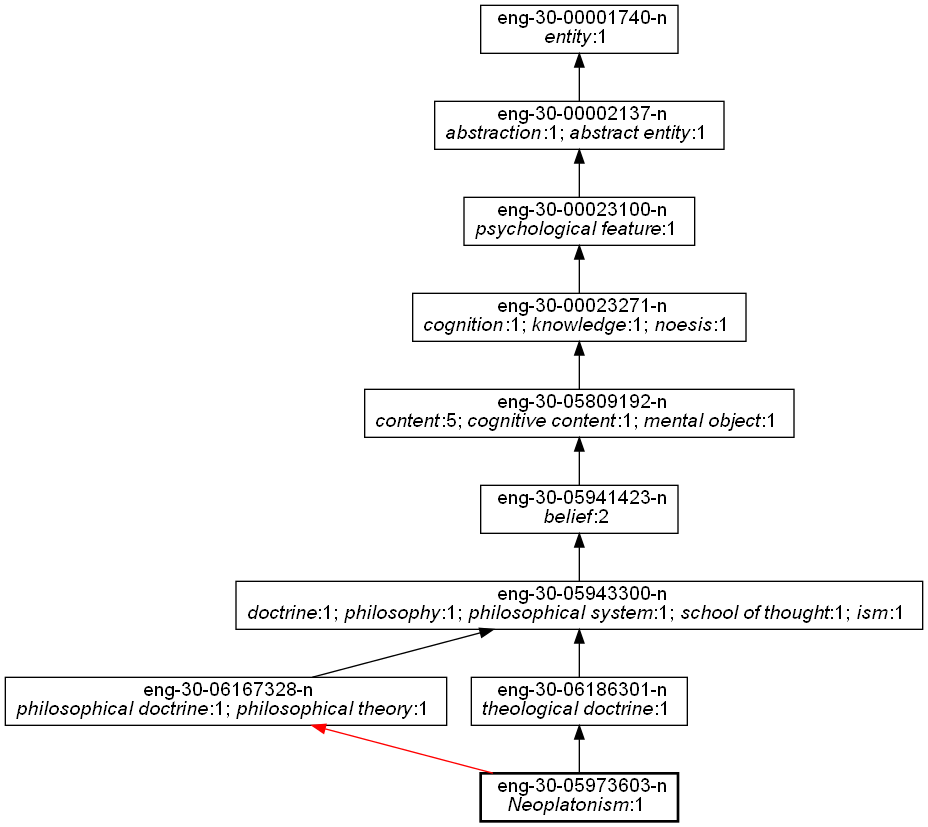 eng-30-00001740-n
entity:1
eng-30-00002137-n
abstraction:1; abstract entity:1
eng-30-00023100-n
psychological feature:1
eng-30-00023271-n
cognition:1; knowledge:1; noesis:1
eng-30-05809192-n
content:5; cognitive content:1; mental object:1
eng-30-05941423-n
belief:2
eng-30-05943300-n
doctrine:1; philosophy:1; philosophical system:1; school of thought:1; ism:1
eng-30-06167328-n
philosophical doctrine:1; philosophical theory:1
eng-30-06186301-n
theological doctrine:1
eng-30-05973603-n
Neoplatonism:1